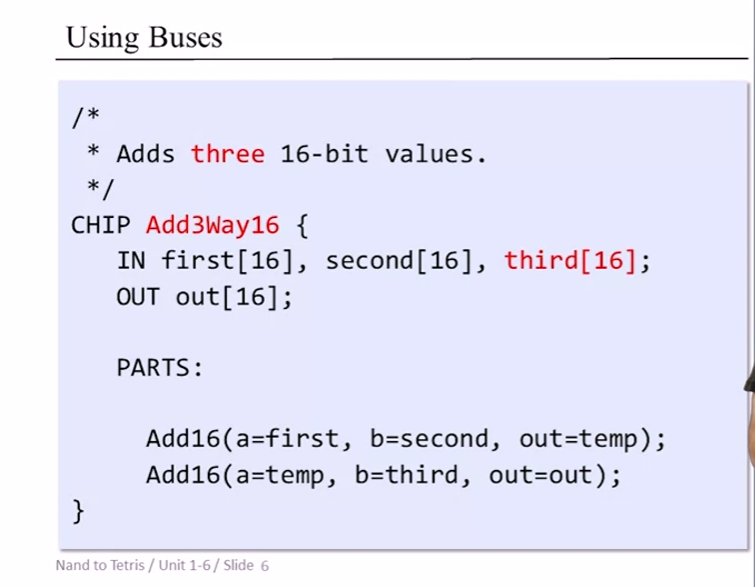 Using Buses
/*
* Adds three 16-bit values.
*/
CHIP Add3Way16 {
IN first[16], second[16], third[16];
OUT out[16];
PARTS:
Add16(a=first, b=second, out=temp);
Add16(a=temp, b=third, out=out);
}
Nand to Tetris / Unit 1-6 / Slide 6